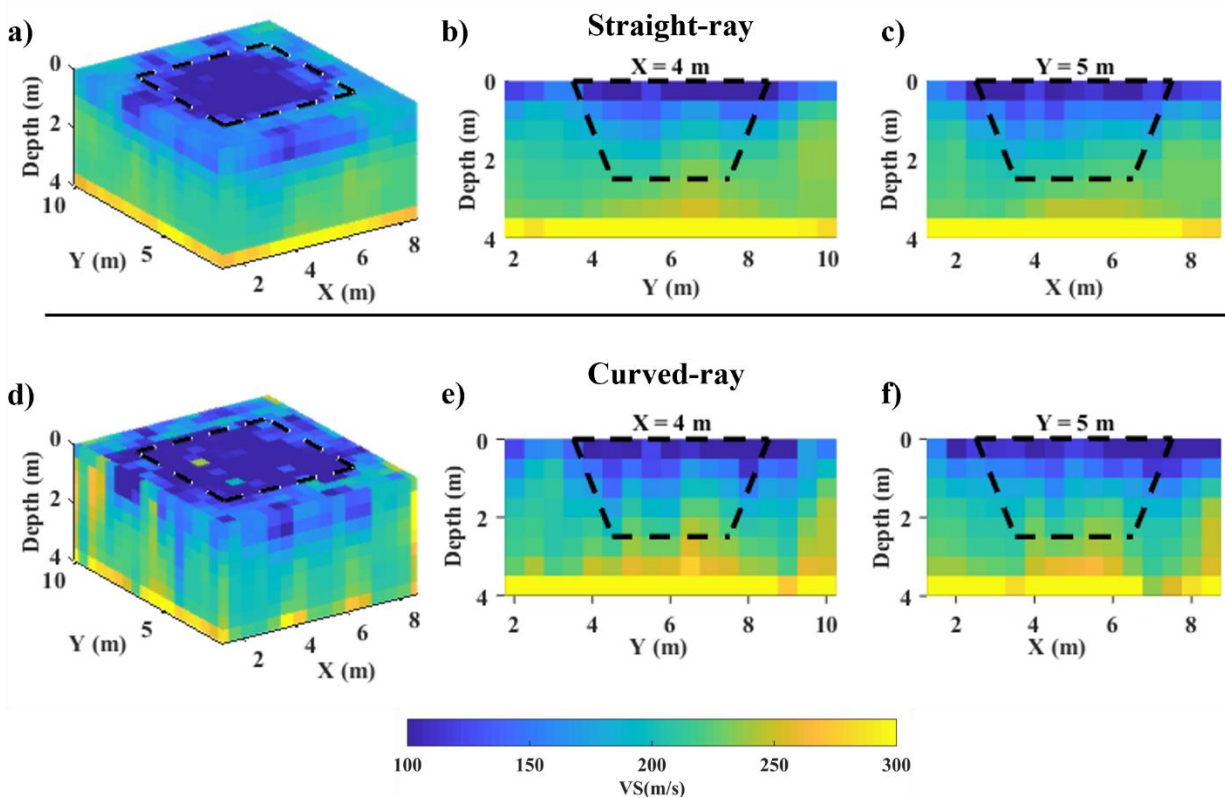 Straight-ray
a)
b)
c)
X = 4 m
Y = 5 m
0
2
4
Depth (m)
10
5
Y (m)
2
4
6
8
X (m)
0
2
4
Depth (m)
2
4
6
8
10
Y (m)
0
2
4
Depth (m)
2
4
6
8
X (m)
Curved-ray
d)
e)
f)
X = 4 m
Y = 5 m
0
2
4
Depth (m)
10
5
Y (m)
2
4
6
8
X (m)
0
2
4
Depth (m)
2
4
6
8
10
Y (m)
0
2
4
Depth (m)
2
4
6
8
X (m)
100
150
200
250
300
VS(m/s)